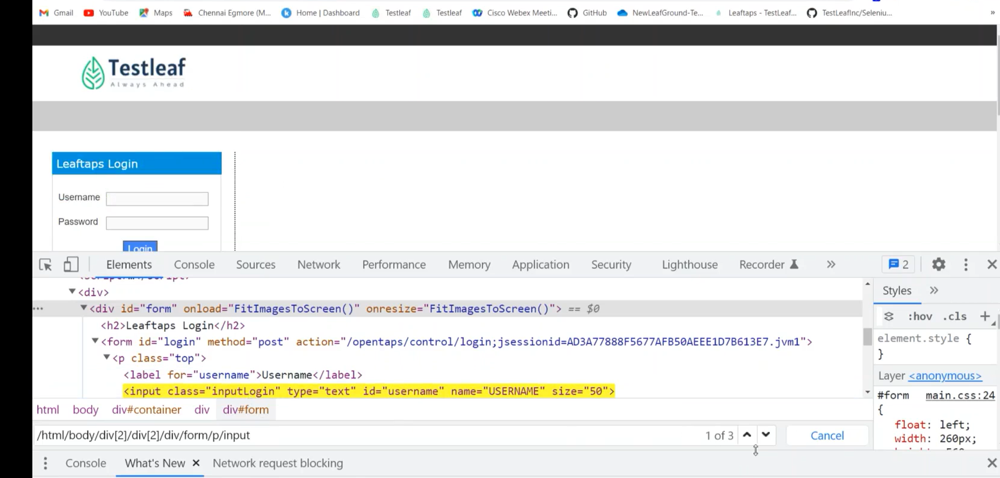 Gmail YouTube Maps Chennai Egmore (M... Home | Dashboard Testleaf Testleaf Cisco Webex Meeti... GitHub NewLeafGround-Te... Leaftaps - TestLeaf... TestLeafInc/Seleniu... »
Testleaf
Always Ahead
Leaftaps Login
Username
Password
Login
Elements Console Sources Network Performance Memory Application Security Lighthouse Recorder » 2
<div>
<div id="form" onload="FitImagesToScreen()" onresize="FitImagesToScreen()"> == $0
<h2>Leaftaps Login</h2>
<form id="login" method="post" action="/opentaps/control/login;jsessionid=AD3A77888F5677AFB50AEEE1D7B613E7.jvm1">
<p class="top">
<label for="username">Username</label>
<input class="inputLogin" type="text" id="username" name="USERNAME" size="50">
html body div#container div div#form
/html/body/div[2]/div[2]/div/form/p/input 1 of 3 Cancel
Styles »
:hov .cls +
element.style {
}
Layer <anonymous>
#form main.css:24
{
float: left;
width: 260px;
Console What's New × Network request blocking